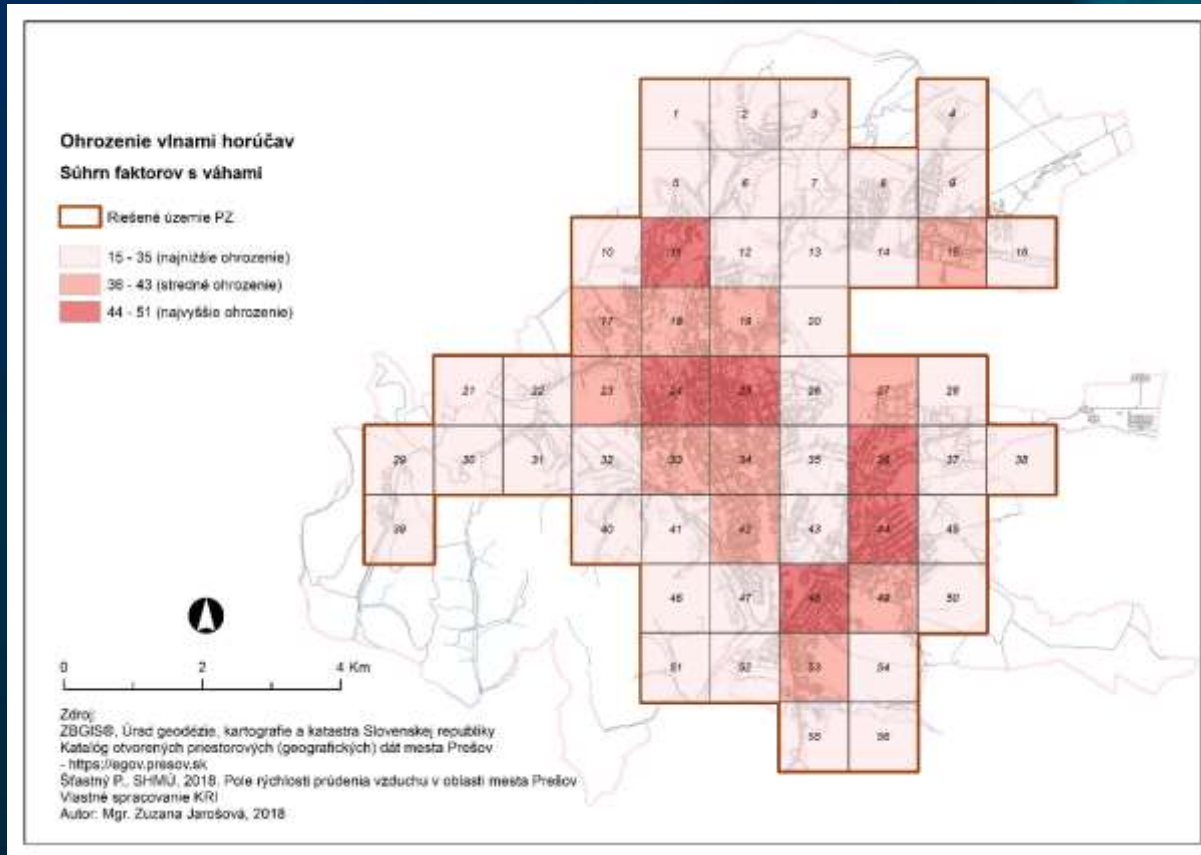 Ohrozenie vlnami horúčav
Súhrn faktorov s váhami
Riešené územie PZ
15 - 35 (najnižšie ohrozenie)
36 - 43 (stredné ohrozenie)
44 - 51 (najvyššie ohrozenie)
1 2 3 4
5 6 7 8 9
10 11 12 13 14 15 16
17 18 19 20
21 22 23 24 25 26 27 28
29 30 31 32 33 34 35 36 37 38
39 40 41 42 43 44 45
46 47 48 49 50
51 52 53 54
55 56
0 2 4 Km
Zdroj:
ZBGIS®, Úrad geodézie, kartografie a katastra Slovenskej republiky
Katalóg otvorených priestorových (geografických) dát mesta Prešov
- https://egov.presov.sk
Šťastný P., SHMÚ, 2018. Pole rýchlosti prúdenia vzduchu v oblasti mesta Prešov
Vlastné spracovanie KRI
Autor: Mgr. Zuzana Jarošová, 2018